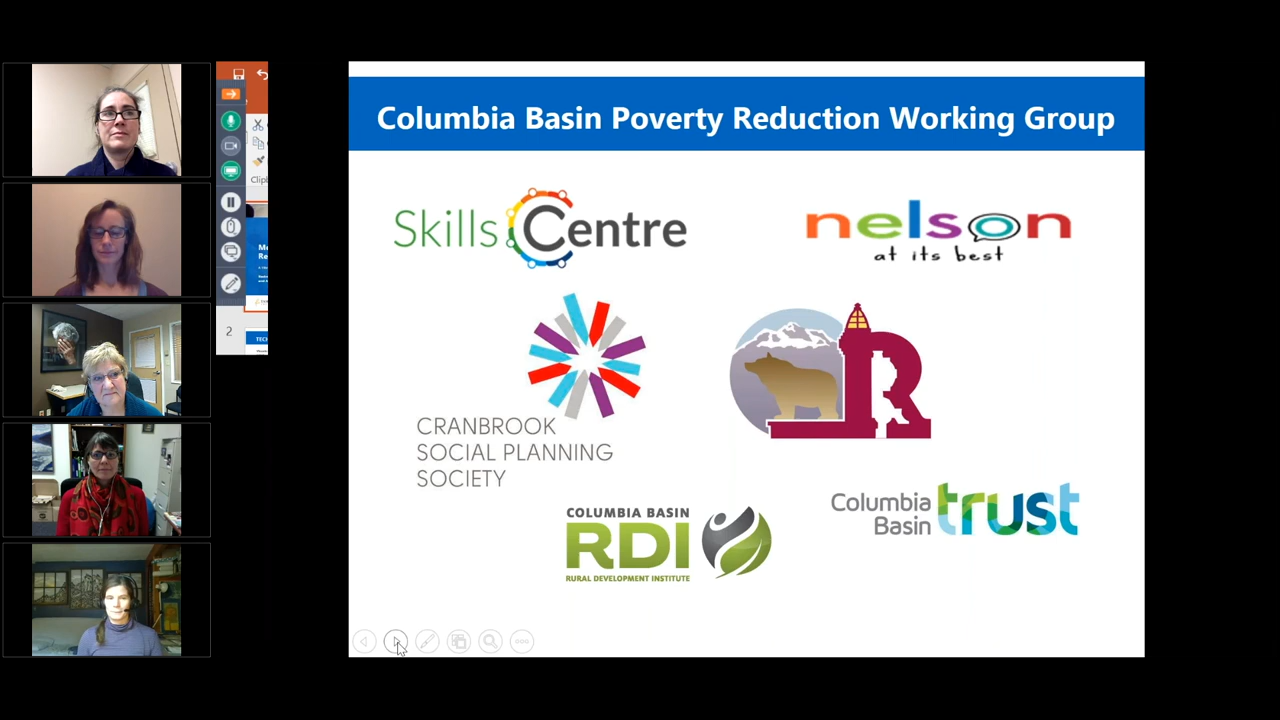 Columbia Basin Poverty Reduction Working Group
Skills Centre
nelson
at its best
CRANBROOK
SOCIAL PLANNING
SOCIETY
R
Columbia
Basin trust
COLUMBIA BASIN
RDI
RURAL DEVELOPMENT INSTITUTE
2